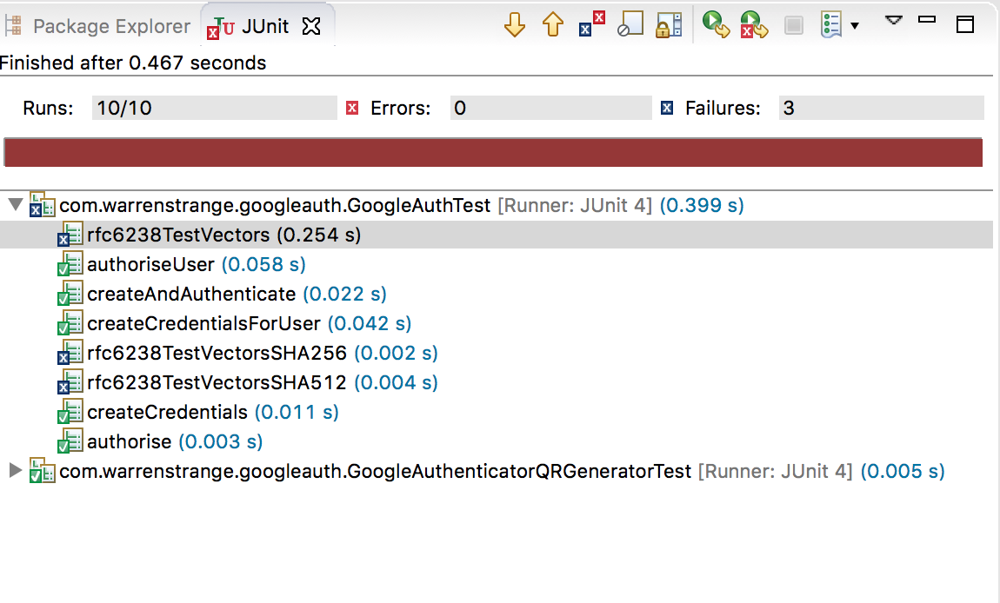 Package Explorer JUnit
Finished after 0.467 seconds
Runs: 10/10 Errors: 0 Failures: 3
com.warrenstrange.googleauth.GoogleAuthTest [Runner: JUnit 4] (0.399 s)
rfc6238TestVectors (0.254 s)
authoriseUser (0.058 s)
createAndAuthenticate (0.022 s)
createCredentialsForUser (0.042 s)
rfc6238TestVectorsSHA256 (0.002 s)
rfc6238TestVectorsSHA512 (0.004 s)
createCredentials (0.011 s)
authorise (0.003 s)
com.warrenstrange.googleauth.GoogleAuthenticatorQRGeneratorTest [Runner: JUnit 4] (0.005 s)